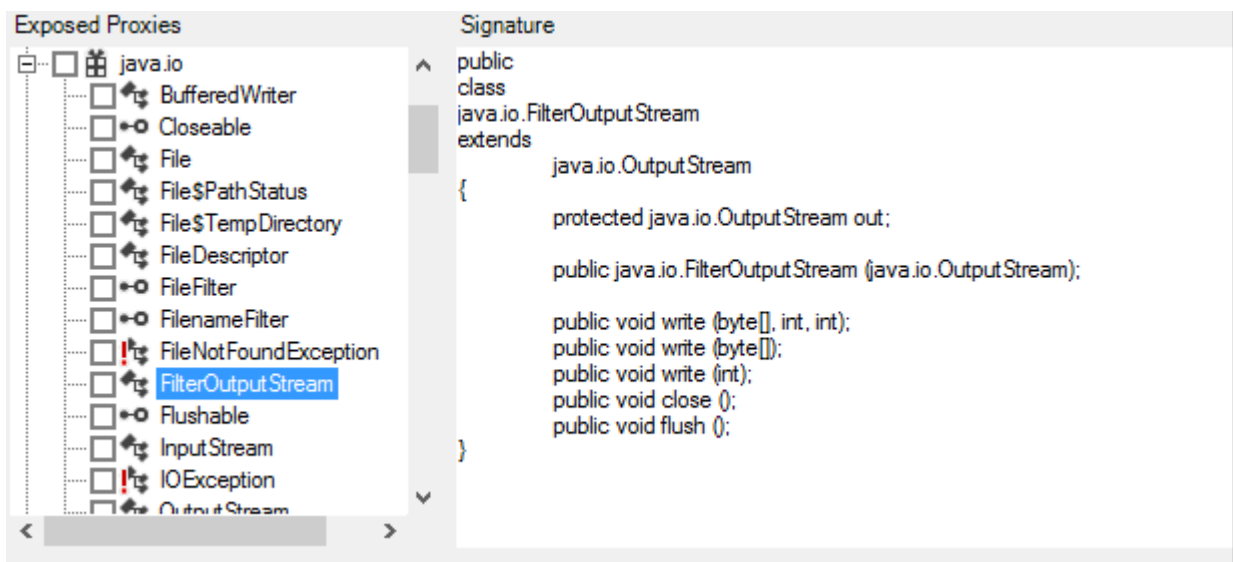 Exposed Proxies
java.io
BufferedWriter
Closeable
File
File$PathStatus
File$TempDirectory
FileDescriptor
FileFilter
FilenameFilter
FileNotFoundException
FilterOutputStream
Flushable
InputStream
IOException
OutputStream
Signature
public
class
java.io.FilterOutputStream
extends
java.io.OutputStream
{
protected java.io.OutputStream out;
public java.io.FilterOutputStream (java.io.OutputStream);
public void write (byte[], int, int);
public void write (byte[]);
public void write (int);
public void close ();
public void flush ();
}